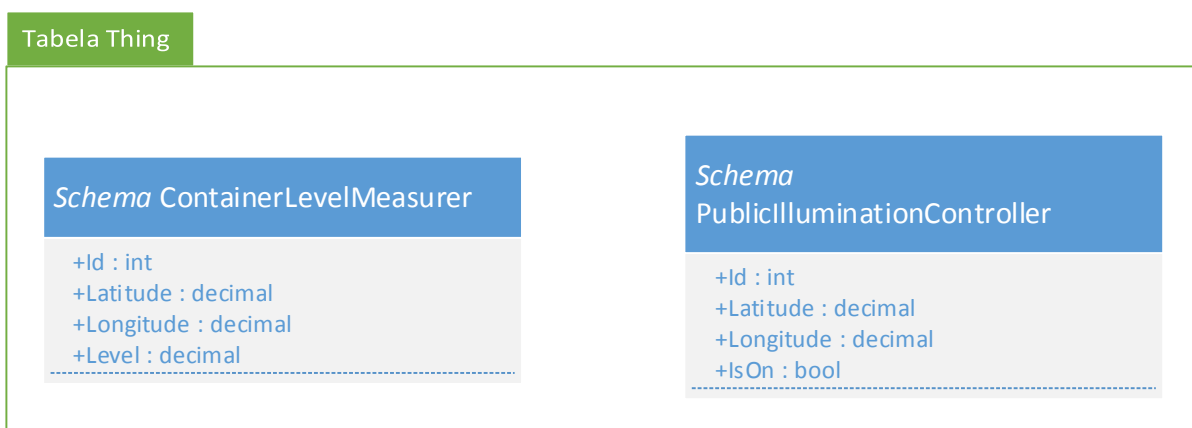 Tabela Thing
Schema ContainerLevelMeasurer
+Id : int
+Latitude : decimal
+Longitude : decimal
+Level : decimal
Schema
PublicIlluminationController
+Id : int
+Latitude : decimal
+Longitude : decimal
+IsOn : bool